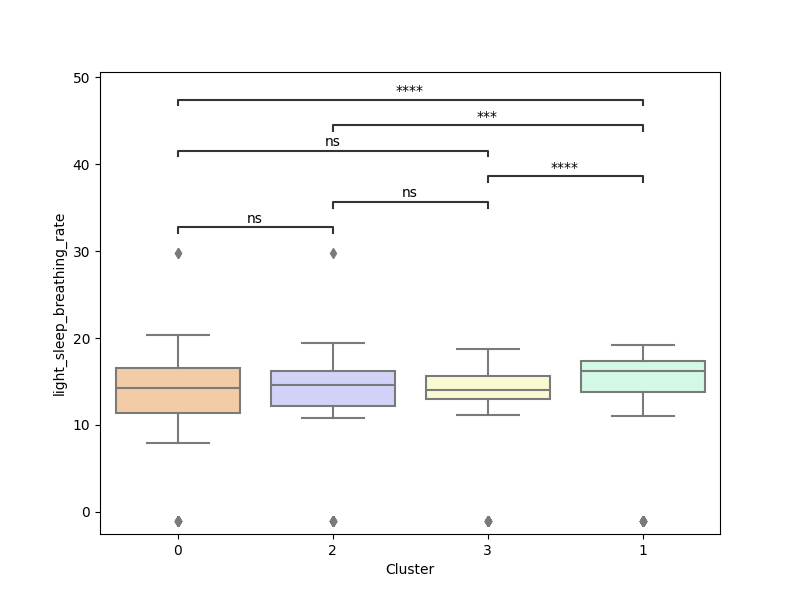 50
****
***
ns
40
****
ns
ns
30
20
10
0
light_sleep_breathing_rate
0 2 3 1
Cluster